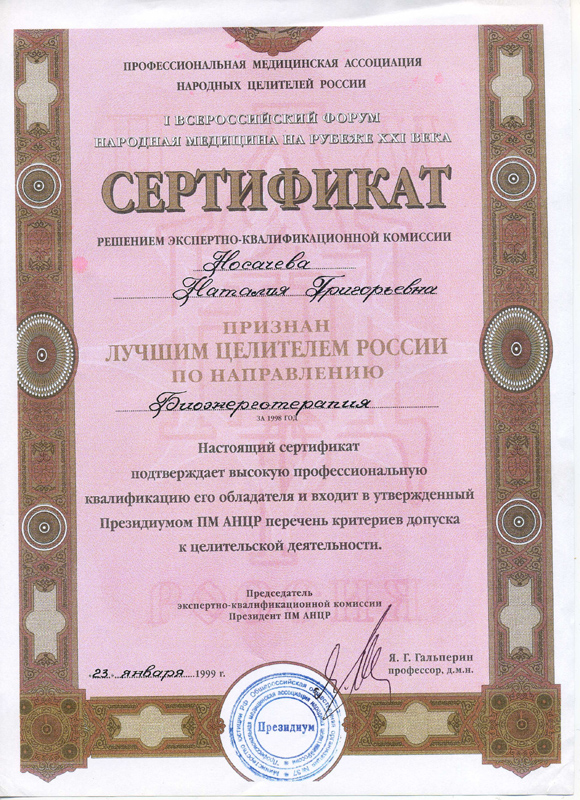 ПРОФЕССИОНАЛЬНАЯ МЕДИЦИНСКАЯ АССОЦИАЦИЯ
НАРОДНЫХ ЦЕЛИТЕЛЕЙ РОССИИ
I ВСЕРОССИЙСКИЙ ФОРУМ
НАРОДНАЯ МЕДИЦИНА НА РУБЕЖЕ XXI ВЕКА
СЕРТИФИКАТ
РЕШЕНИЕМ ЭКСПЕРТНО-КВАЛИФИКАЦИОННОЙ КОМИССИИ
Носачева
Наталия Григорьевна
ПРИЗНАН
ЛУЧШИМ ЦЕЛИТЕЛЕМ РОССИИ
ПО НАПРАВЛЕНИЮ
Биоэнерготерапия
ЗА 1998 ГОД
Настоящий сертификат
подтверждает высокую профессиональную
квалификацию его обладателя и входит в утвержденный
Президиумом ПМ АНЦР перечень критериев допуска
к целительской деятельности.
Председатель
экспертно-квалификационной комиссии
Президент ПМ АНЦР
Я. Г. Гальперин
профессор, д.м.н.
23 января 1999 г.
Президиум